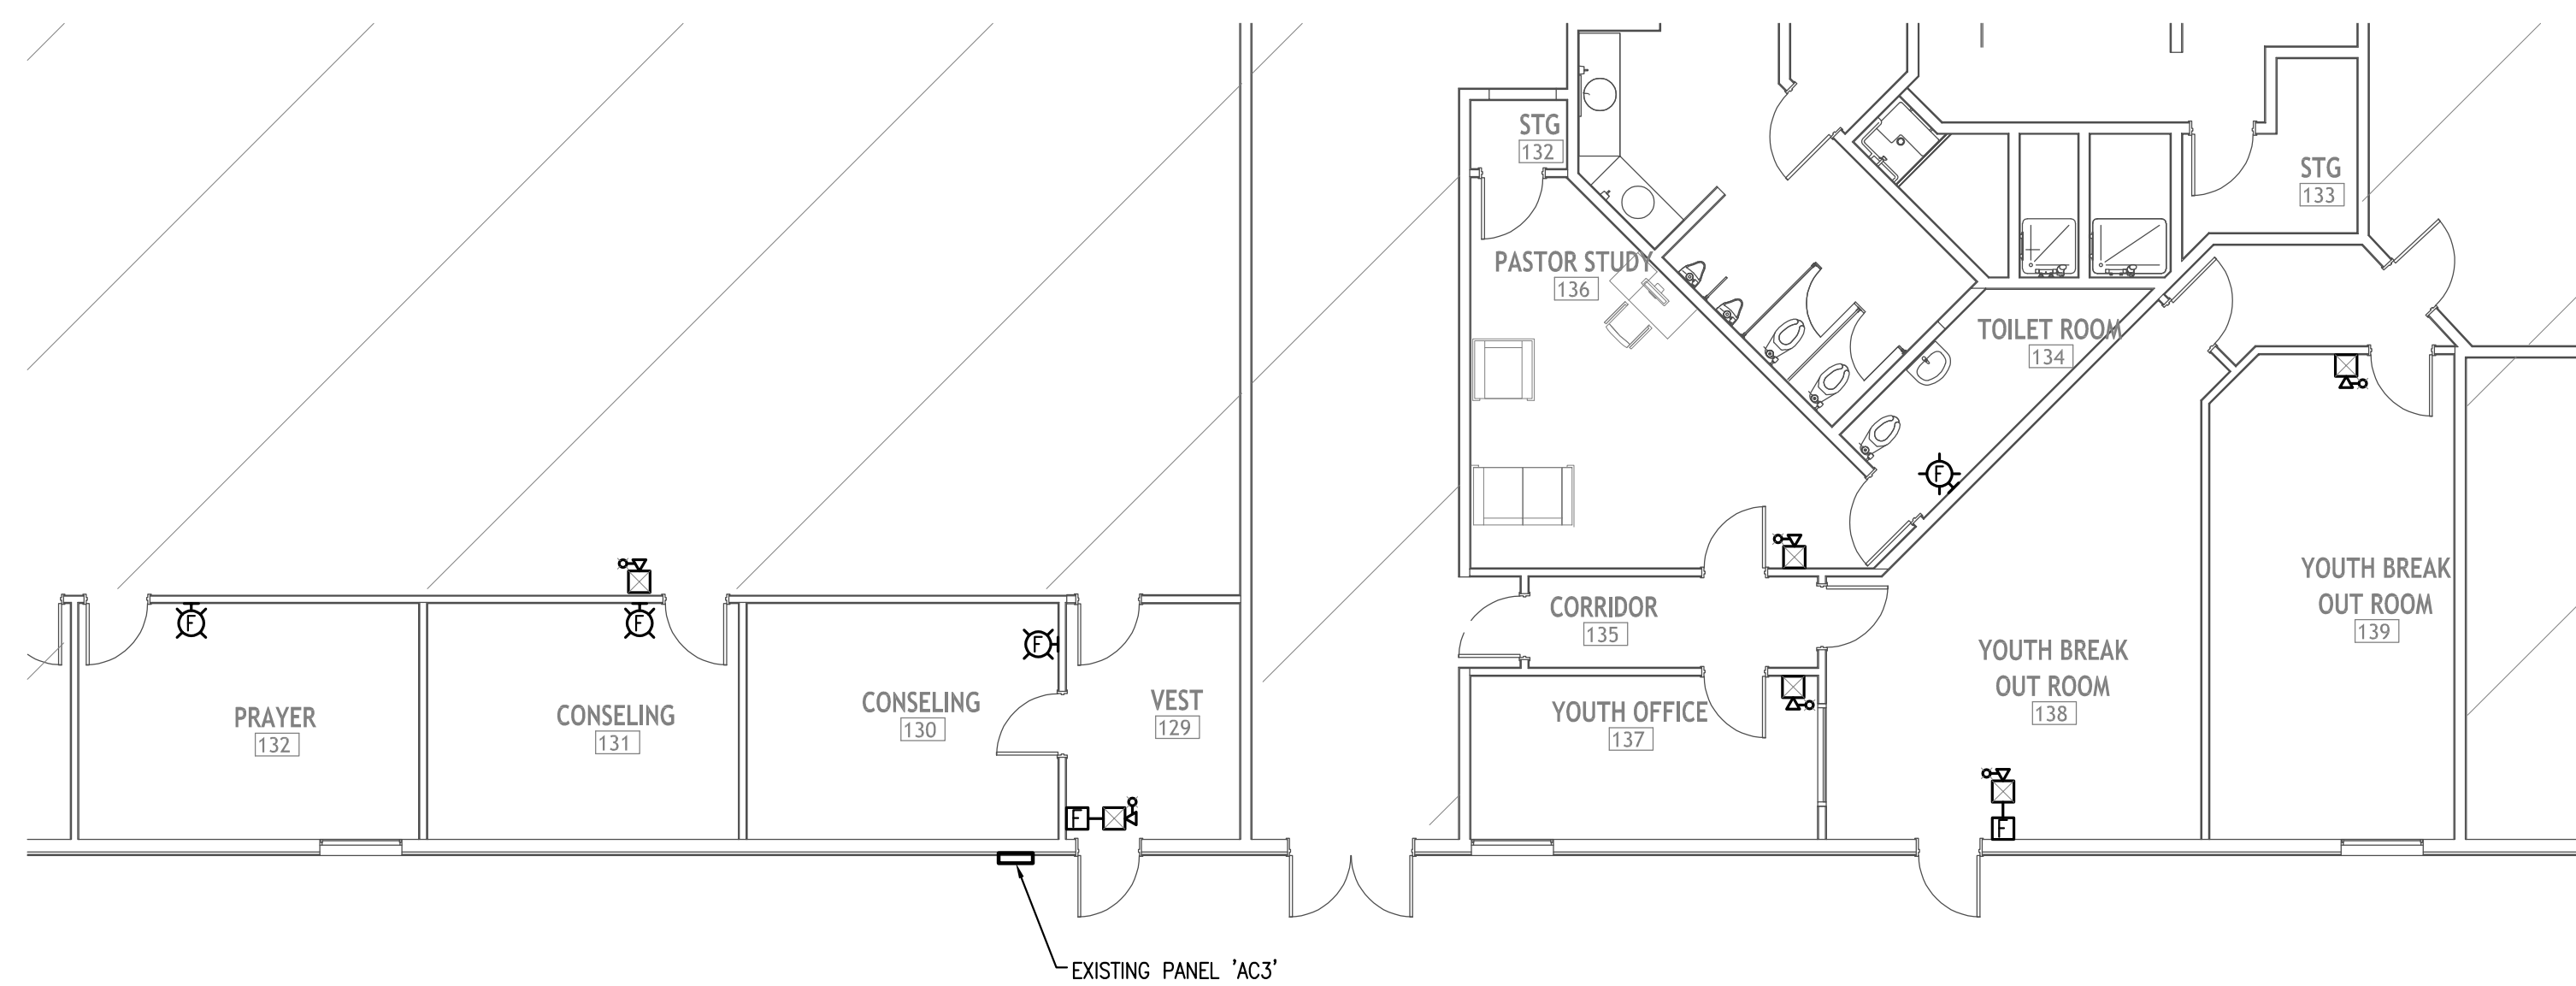 STG
132
STG
133
PASTOR STUDY
136
TOILET ROOM
134
F
F
F
F
CORRIDOR
135
YOUTH BREAK
OUT ROOM
139
YOUTH BREAK
OUT ROOM
138
PRAYER
132
CONSELING
131
CONSELING
130
VEST
129
YOUTH OFFICE
137
F
F
EXISTING PANEL 'AC3'